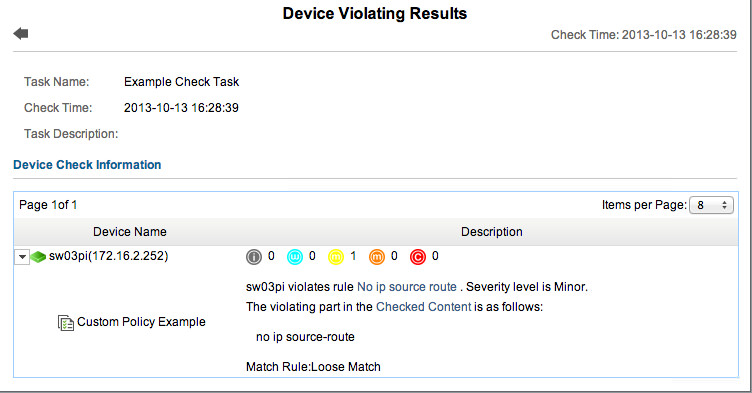 Device Violating Results
Check Time: 2013-10-13 16:28:39
Task Name: Example Check Task
Check Time: 2013-10-13 16:28:39
Task Description:
Device Check Information
Page 1of 1 Items per Page: 8
Device Name Description
sw03pi(172.16.2.252) i 0 w 0 m 1 m 0 c 0
sw03pi violates rule No ip source route . Severity level is Minor.
The violating part in the Checked Content is as follows:
Custom Policy Example
no ip source-route
Match Rule:Loose Match